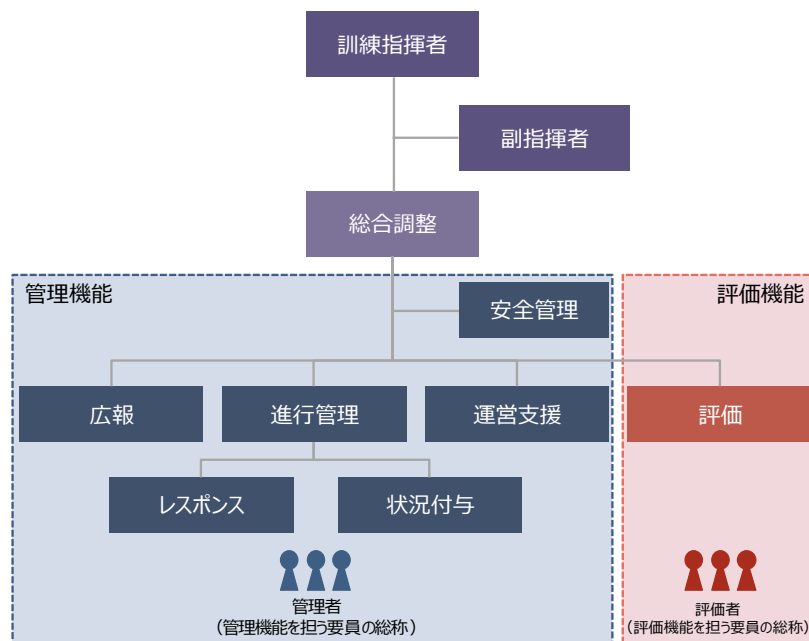 訓練指揮者
副指揮者
総合調整
管理機能
評価機能
安全管理
広報
進行管理
運営支援
評価
レスポンス
状況付与
管理者
（管理機能を担う要員の総称）
評価者
（評価機能を担う要員の総称）